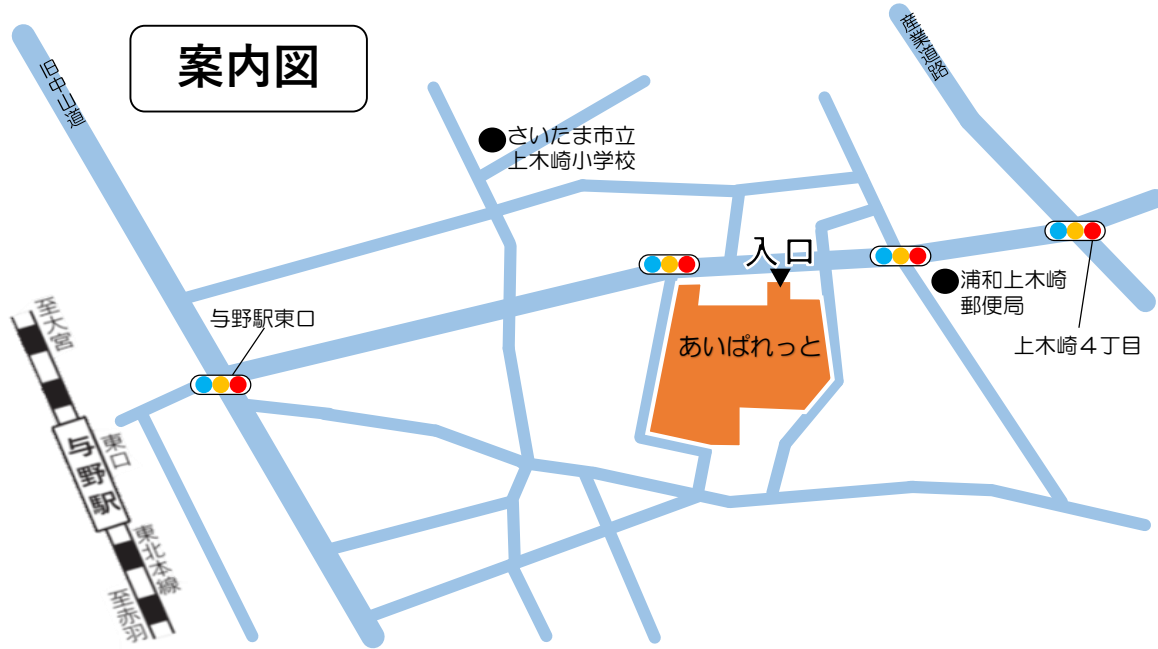 案内図
旧中山道
産業道路
さいたま市立
上木崎小学校
入口
浦和上木崎
郵便局
上木崎4丁目
与野駅東口
あいぱれっと
至大宮
東口
与野駅
東北本線
至赤羽